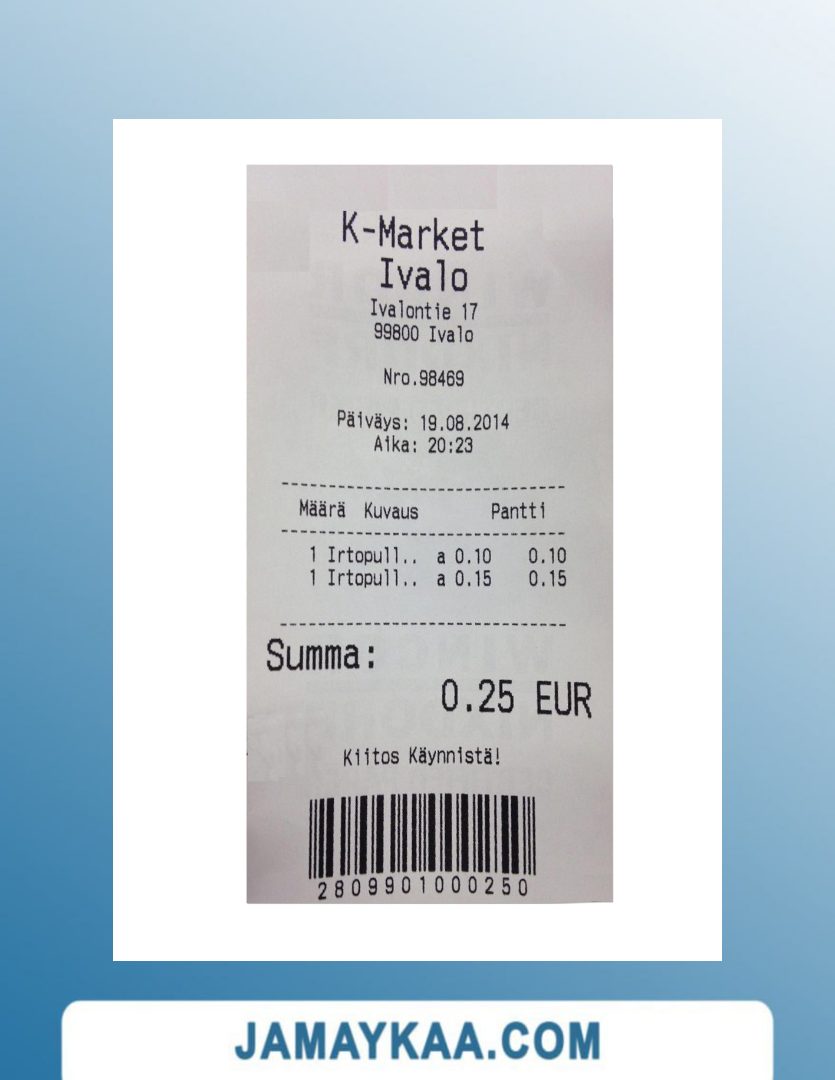 K-Market
Ivalo
Ivalontie 17
99800 Ivalo
Nro.98469
Päiväys: 19.08.2014
Aika: 20:23
Määrä Kuvaus Pantti
1 Irtopull.. a 0.10 0.10
1 Irtopull.. a 0.15 0.15
Summa:
0.25 EUR
Kiitos Käynnistä!
2809901000250
JAMAYKAA.COM